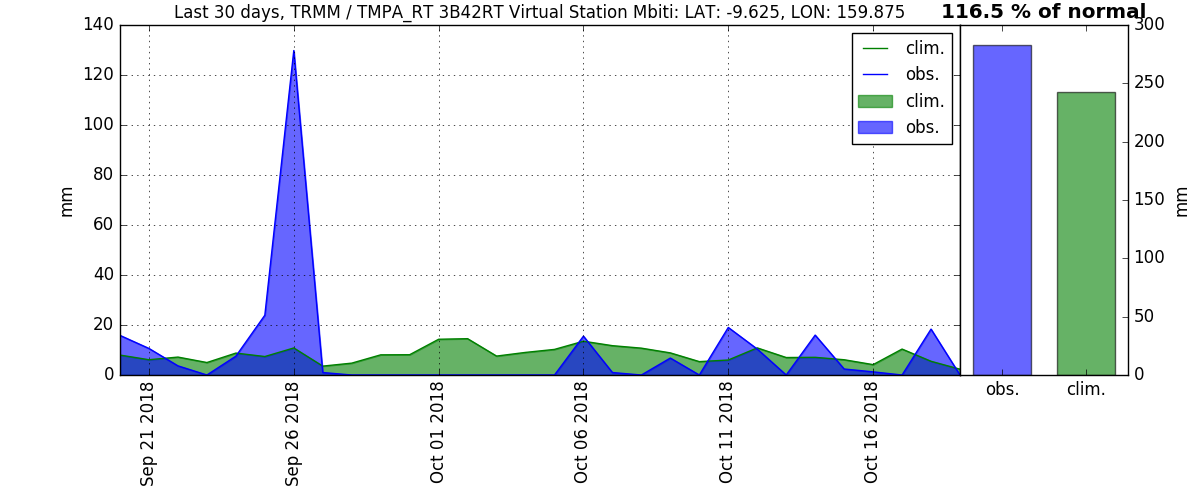 Last 30 days, TRMM / TMPA_RT 3B42RT Virtual Station Mbiti: LAT: -9.625, LON: 159.875
116.5 % of normal
140
120
100
80
60
40
20
0
mm
clim.
obs.
clim.
obs.
Sep 21 2018
Sep 26 2018
Oct 01 2018
Oct 06 2018
Oct 11 2018
Oct 16 2018
300
250
200
150
100
50
0
mm
obs.
clim.